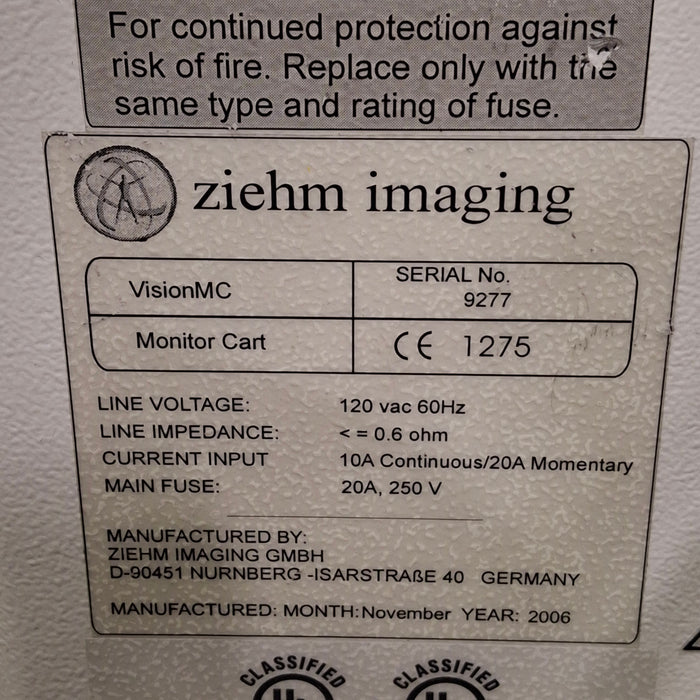 For continued protection against
risk of fire. Replace only with the
same type and rating of fuse.
ziehm imaging
VisionMC
SERIAL No.
9277
Monitor Cart
CE 1275
LINE VOLTAGE: 120 vac 60Hz
LINE IMPEDANCE: < = 0.6 ohm
CURRENT INPUT 10A Continuous/20A Momentary
MAIN FUSE: 20A, 250 V
MANUFACTURED BY:
ZIEHM IMAGING GMBH
D-90451 NURNBERG -ISARSTRAßE 40 GERMANY
MANUFACTURED: MONTH: November YEAR: 2006
CLASSIFIED CLASSIFIED